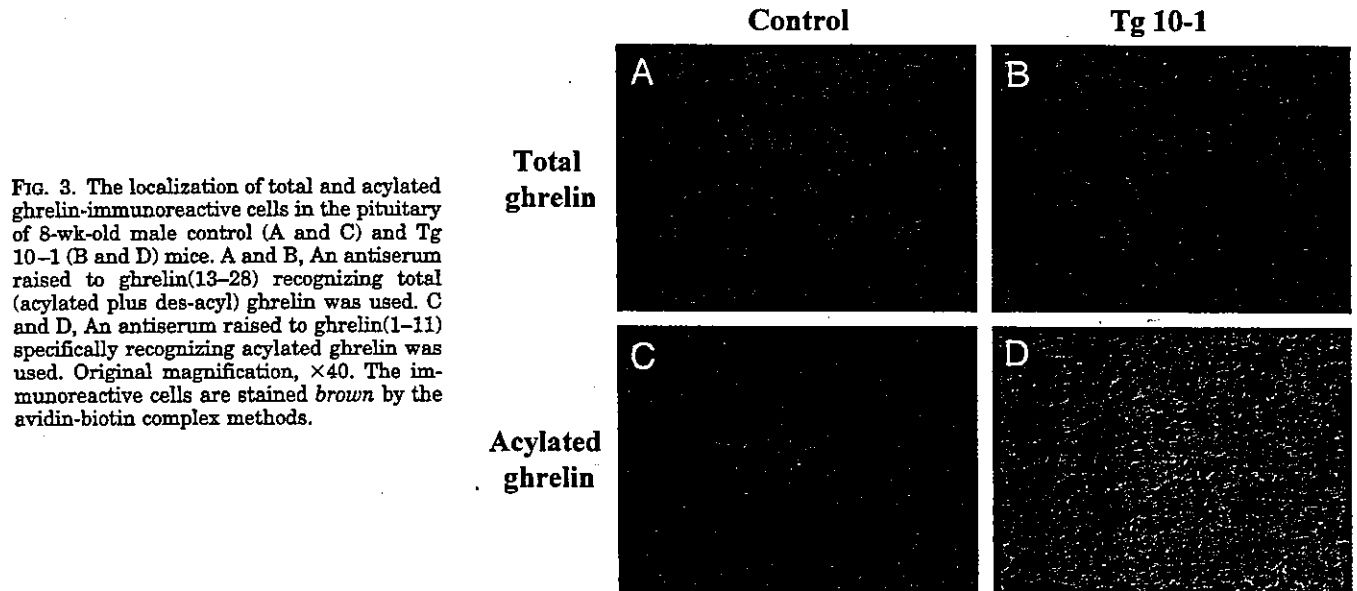 Control
Tg 10-1
A
B
Total
ghrelin
FIG. 3. The localization of total and acylated
ghrelin-immunoreactive cells in the pituitary
of 8-wk-old male control (A and C) and Tg
10–1 (B and D) mice. A and B, An antiserum
raised to ghrelin(13–28) recognizing total
(acylated plus des-acyl) ghrelin was used. C
and D, An antiserum raised to ghrelin(1–11)
specifically recognizing acylated ghrelin was
used. Original magnification, ×40. The im-
munoreactive cells are stained brown by the
avidin-biotin complex methods.
C
D
Acylated
ghrelin